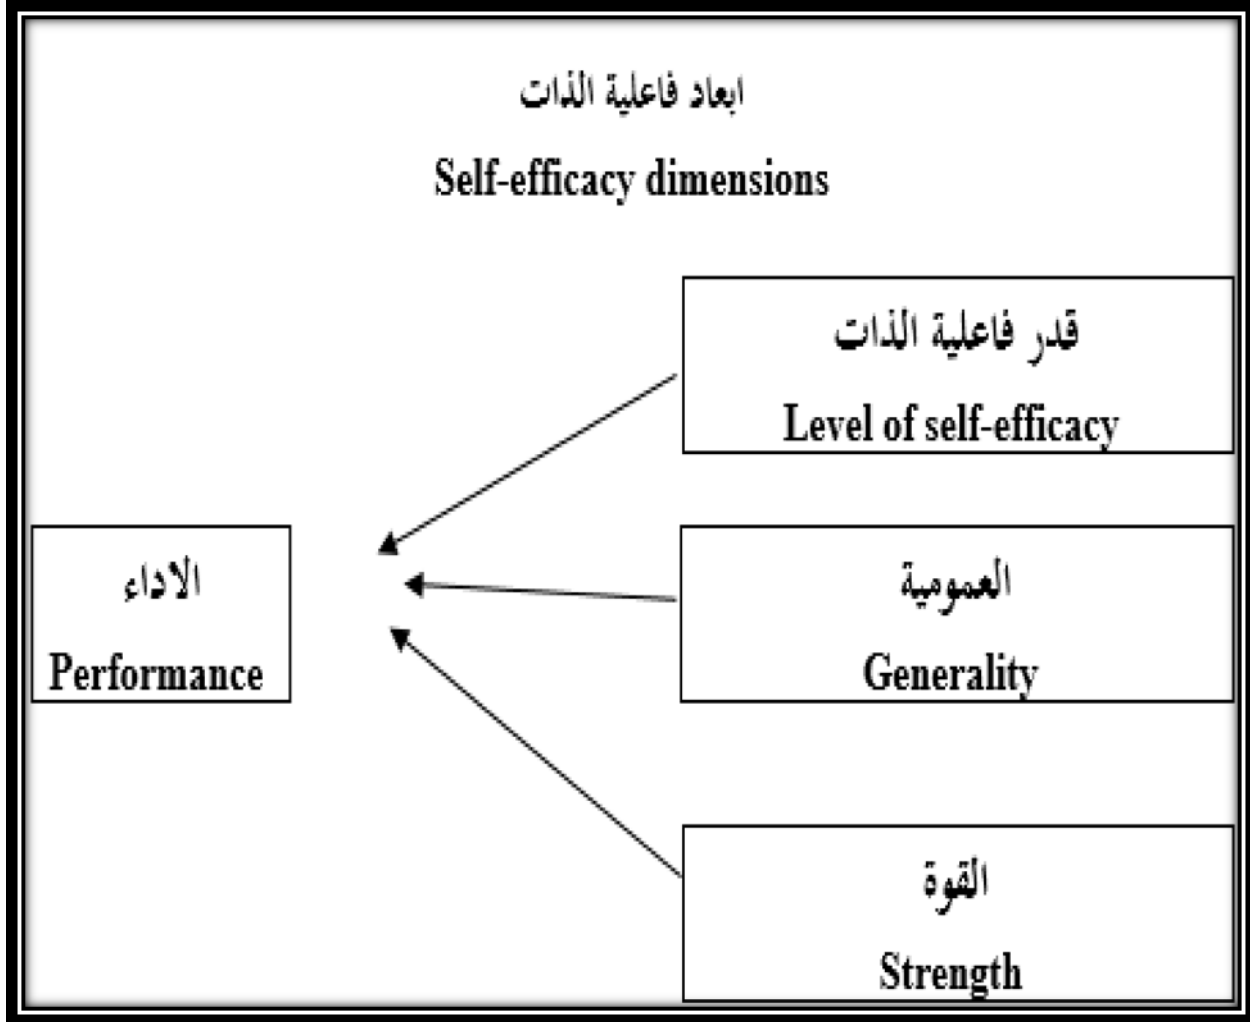 ابعاد فاعلية الذات
Self-efficacy dimensions
قدر فاعلية الذات
Level of self-efficacy
العمومية
Generality
الاداء
Performance
القوة
Strength